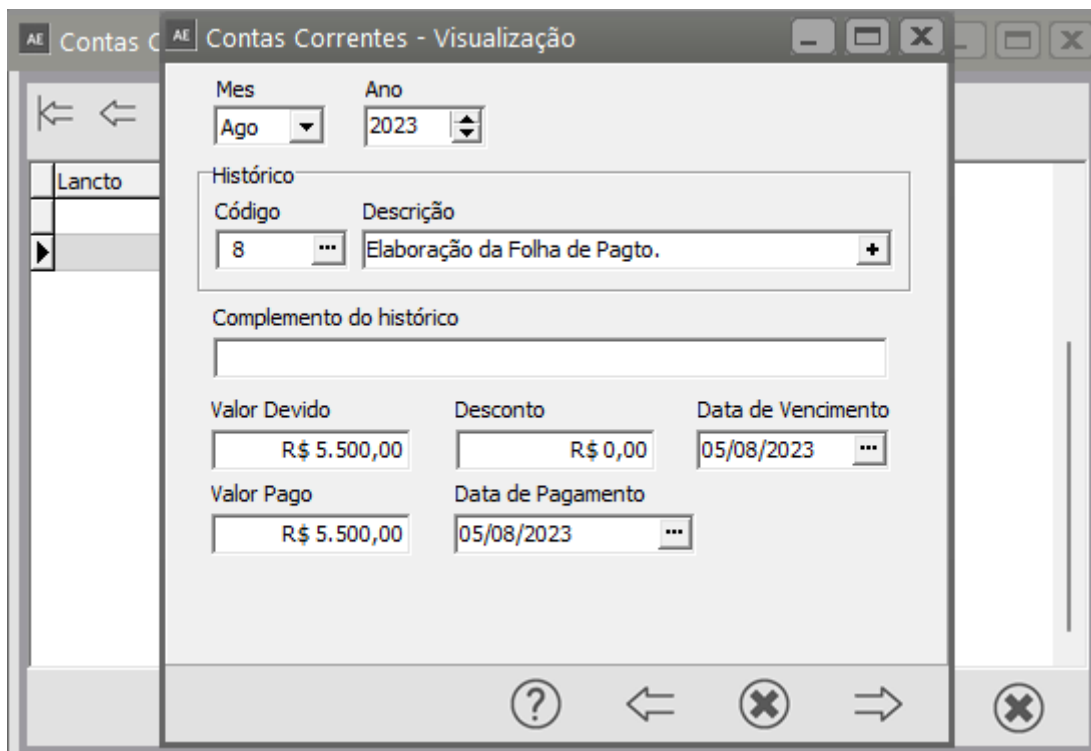 AE Contas C
AE Contas Correntes - Visualização
Lancto
Mes Ano
Ago 2023
Histórico
Código Descrição
8 Elaboração da Folha de Pagto.
Complemento do histórico
Valor Devido Desconto Data de Vencimento
R$ 5.500,00 R$ 0,00 05/08/2023
Valor Pago Data de Pagamento
R$ 5.500,00 05/08/2023